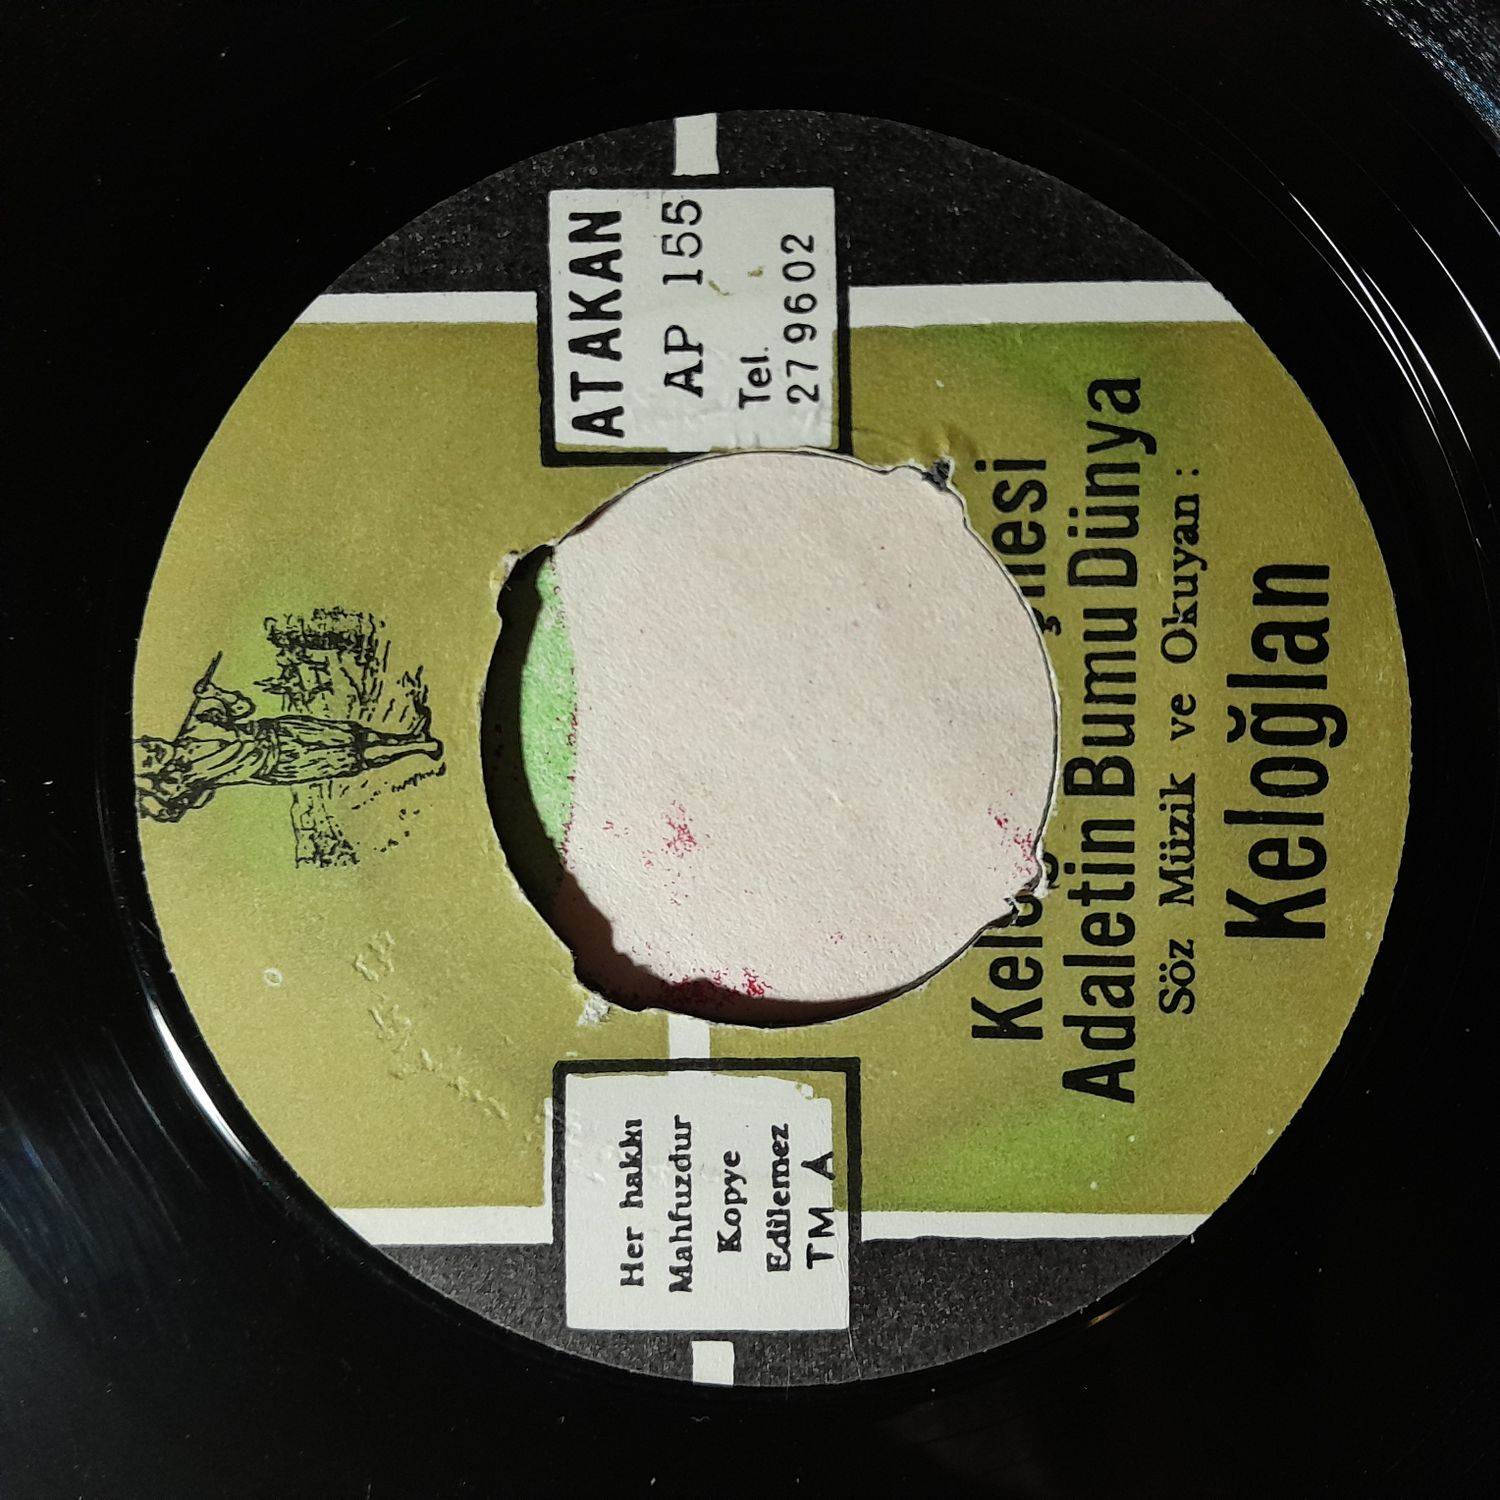 Her hakkı
Mahfuzdur
Kopye
Edilemez
TM A
ATAKAN
AP 155
Tel.
279602
Adaletin Bumu Dünya
Söz Müzik ve Okuyan :
Keloğlan